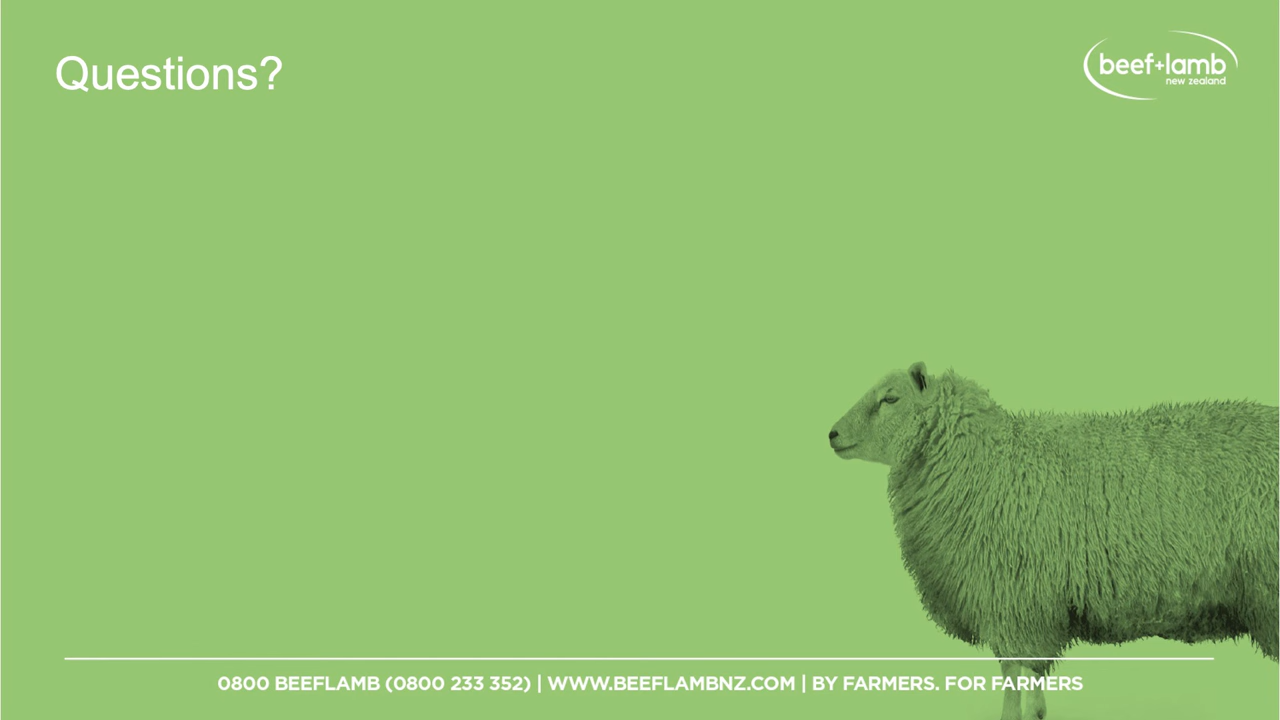 Questions?
beef+lamb
new zealand
0800 BEEFLAMB (0800 233 352) | WWW.BEEFLAMBNZ.COM | BY FARMERS. FOR FARMERS